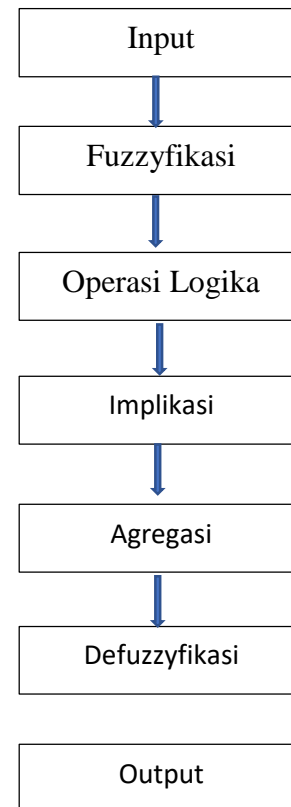 Input
Fuzzyfikasi
Operasi Logika
Implikasi
Agregasi
Defuzzyfikasi
Output